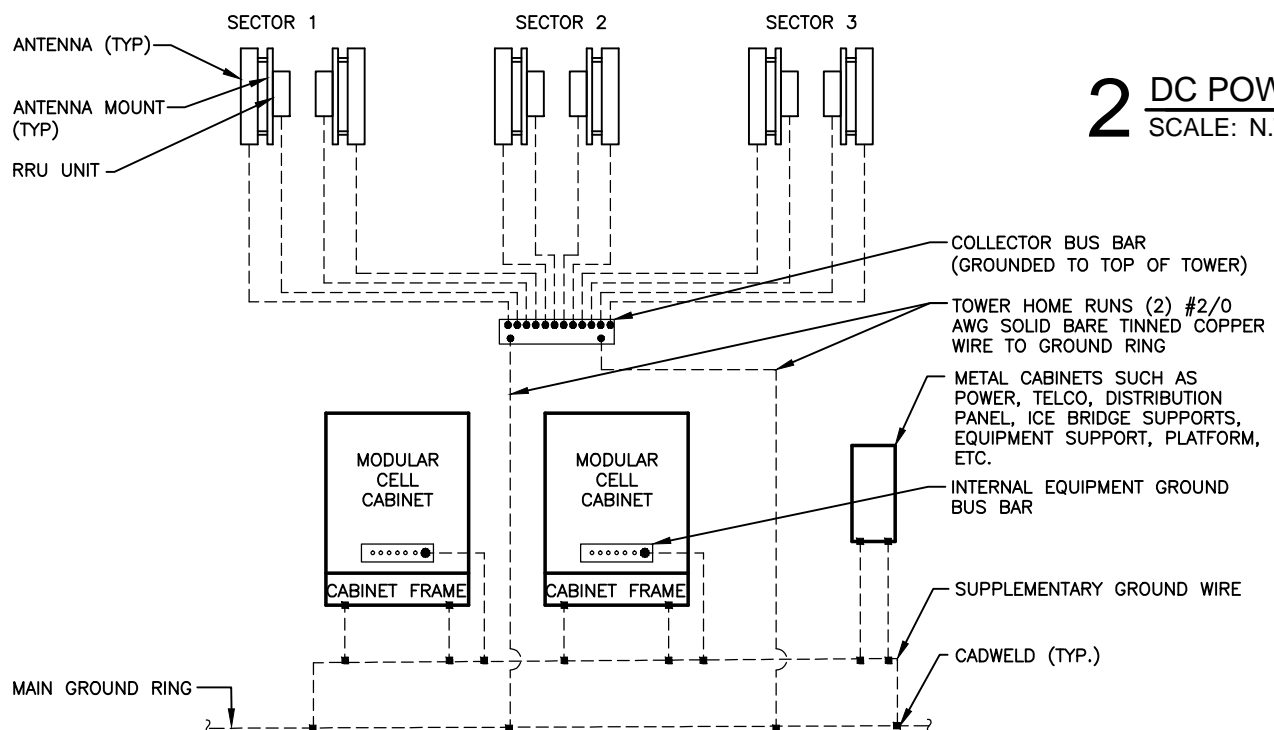 SECTOR 1
SECTOR 2
SECTOR 3
ANTENNA (TYP)
ANTENNA MOUNT
(TYP)
RRU UNIT
2
DC POW
SCALE: N.
COLLECTOR BUS BAR
(GROUNDED TO TOP OF TOWER)
TOWER HOME RUNS (2) #2/0
AWG SOLID BARE TINNED COPPER
WIRE TO GROUND RING
METAL CABINETS SUCH AS
POWER, TELCO, DISTRIBUTION
PANEL, ICE BRIDGE SUPPORTS,
EQUIPMENT SUPPORT, PLATFORM,
ETC.
MODULAR
CELL
CABINET
MODULAR
CELL
CABINET
INTERNAL EQUIPMENT GROUND
BUS BAR
CABINET FRAME
CABINET FRAME
SUPPLEMENTARY GROUND WIRE
CADWELD (TYP.)
MAIN GROUND RING